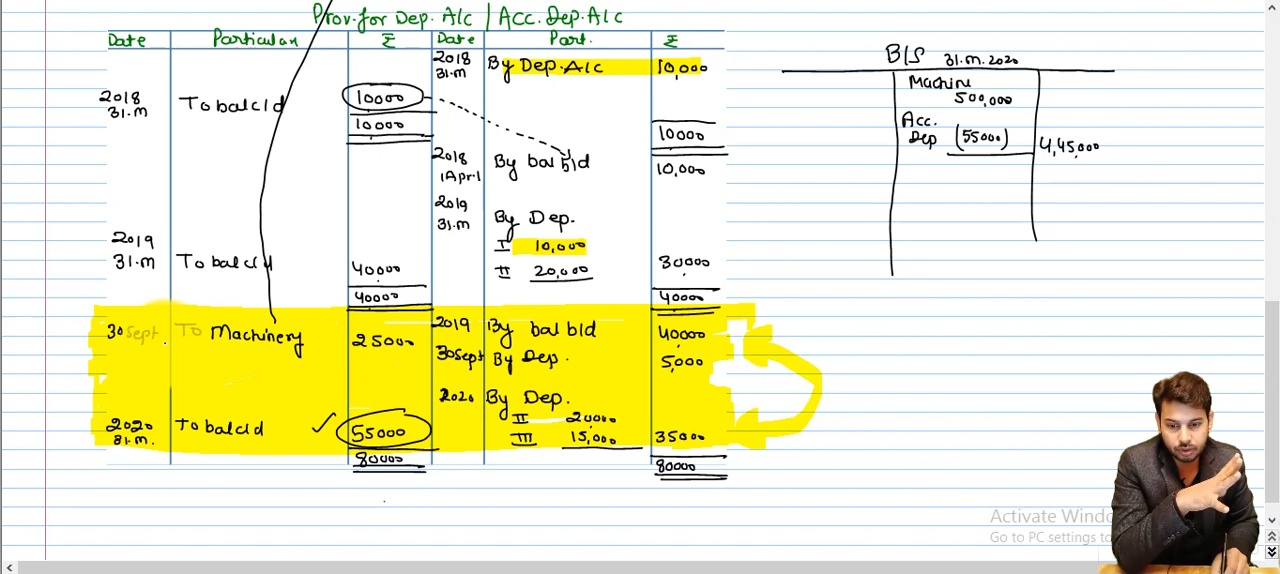 Prov. for Dep. A/c | Acc. Dep. A/c
Date Particulars ₹ Date Part. ₹
2018 31.M By Dep. A/c 10,000
2018 31.M To bal c/d 10000
10000 10000
2018 1 April By bal b/d 10,000
2019 31.M By Dep.
I 10,000
2019 31.M To bal c/d 40000 II 20,000 30000
40000 40000
30 Sept. To Machinery 25000 2019 By bal b/d 40000
30 Sept By Dep. 5,000
2020 By Dep.
II 20000
2020 31.M. To bal c/d ✓ 55000 III 15,000 35000
80000 80000
B/S 31.M.2020
Machine
500,000
Acc.
Dep (55000) 4,45,000
Activate Windo
Go to PC settings to